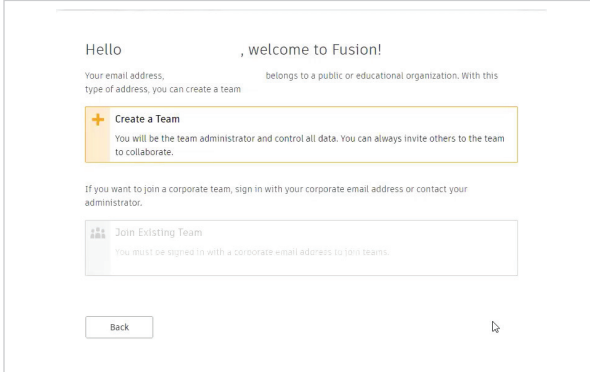 Hello , welcome to Fusion!
Your email address, belongs to a public or educational organization. With this
type of address, you can create a team
Create a Team
You will be the team administrator and control all data. You can always invite others to the team
to collaborate.
If you want to join a corporate team, sign in with your corporate email address or contact your
administrator.
Join Existing Team
You must be signed in with a corporate email address to join teams.
Back